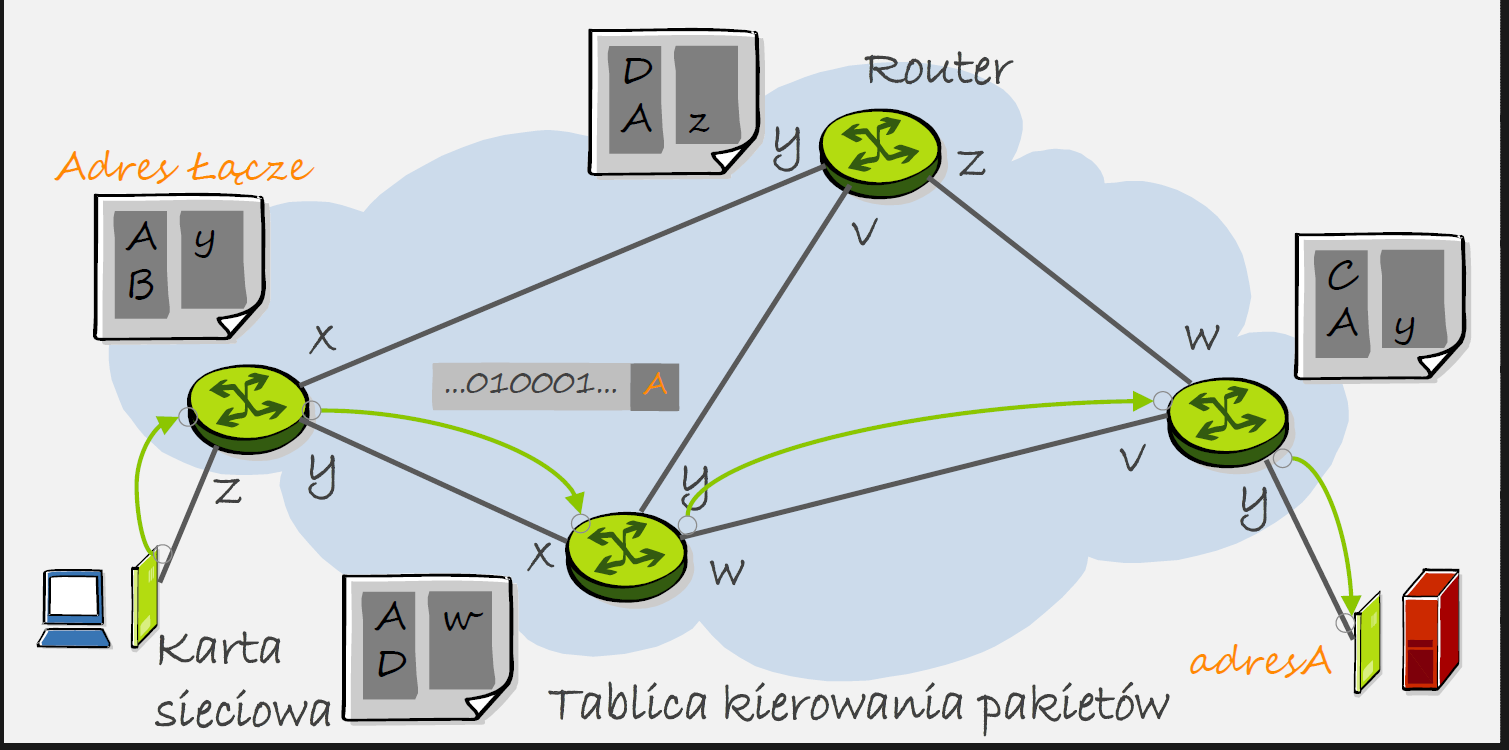 Router
D
A z
y
z
v
Adres Łącze
A y
B
C
A y
x
w
...010001... A
z
y
y
v
y
x
w
A w
D
Karta
sieciowa
adresA
Tablica kierowania pakietów